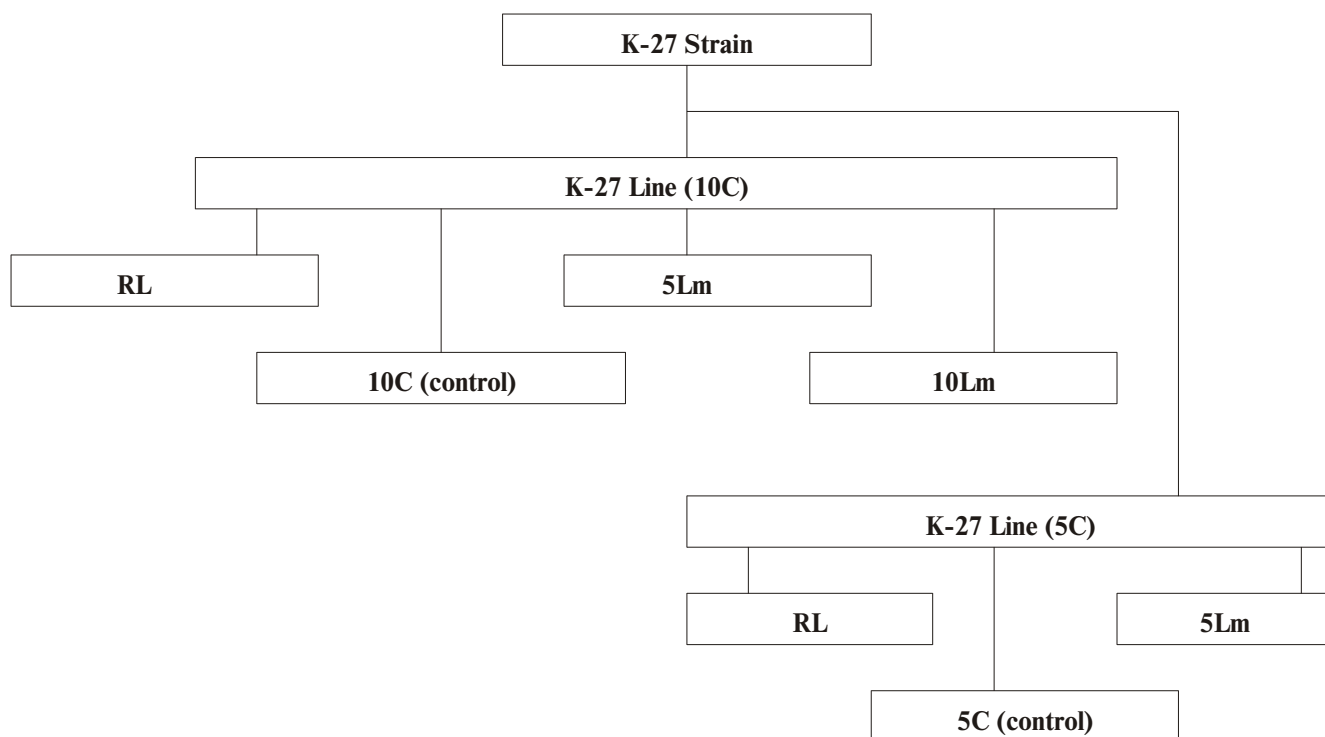 K-27 Strain
K-27 Line (10C)
RL
5Lm
10C (control)
10Lm
K-27 Line (5C)
RL
5Lm
5C (control)